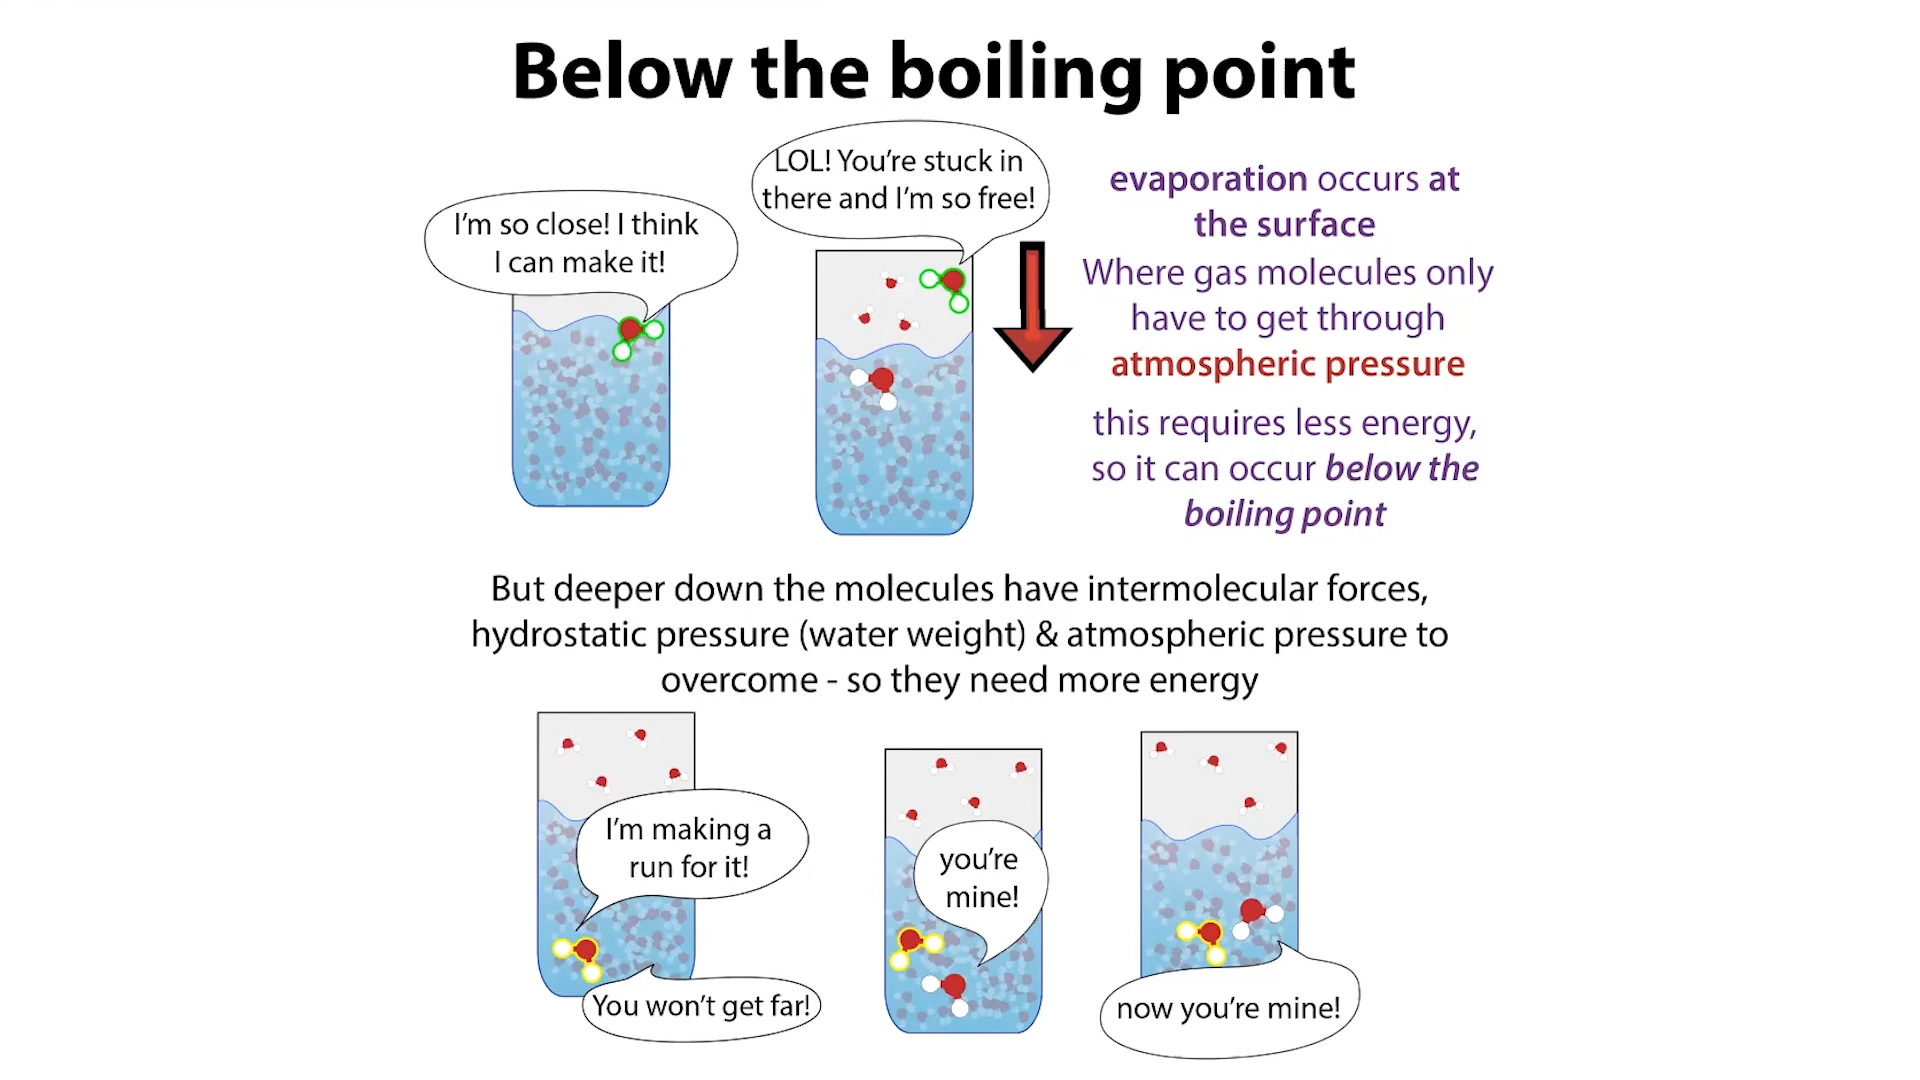 Below the boiling point
I'm so close! I think
I can make it!
LOL! You're stuck in
there and I'm so free!
evaporation occurs at
the surface
Where gas molecules only
have to get through
atmospheric pressure
this requires less energy,
so it can occur below the
boiling point
But deeper down the molecules have intermolecular forces,
hydrostatic pressure (water weight) & atmospheric pressure to
overcome - so they need more energy
I'm making a
run for it!
You won't get far!
you're
mine!
now you're mine!